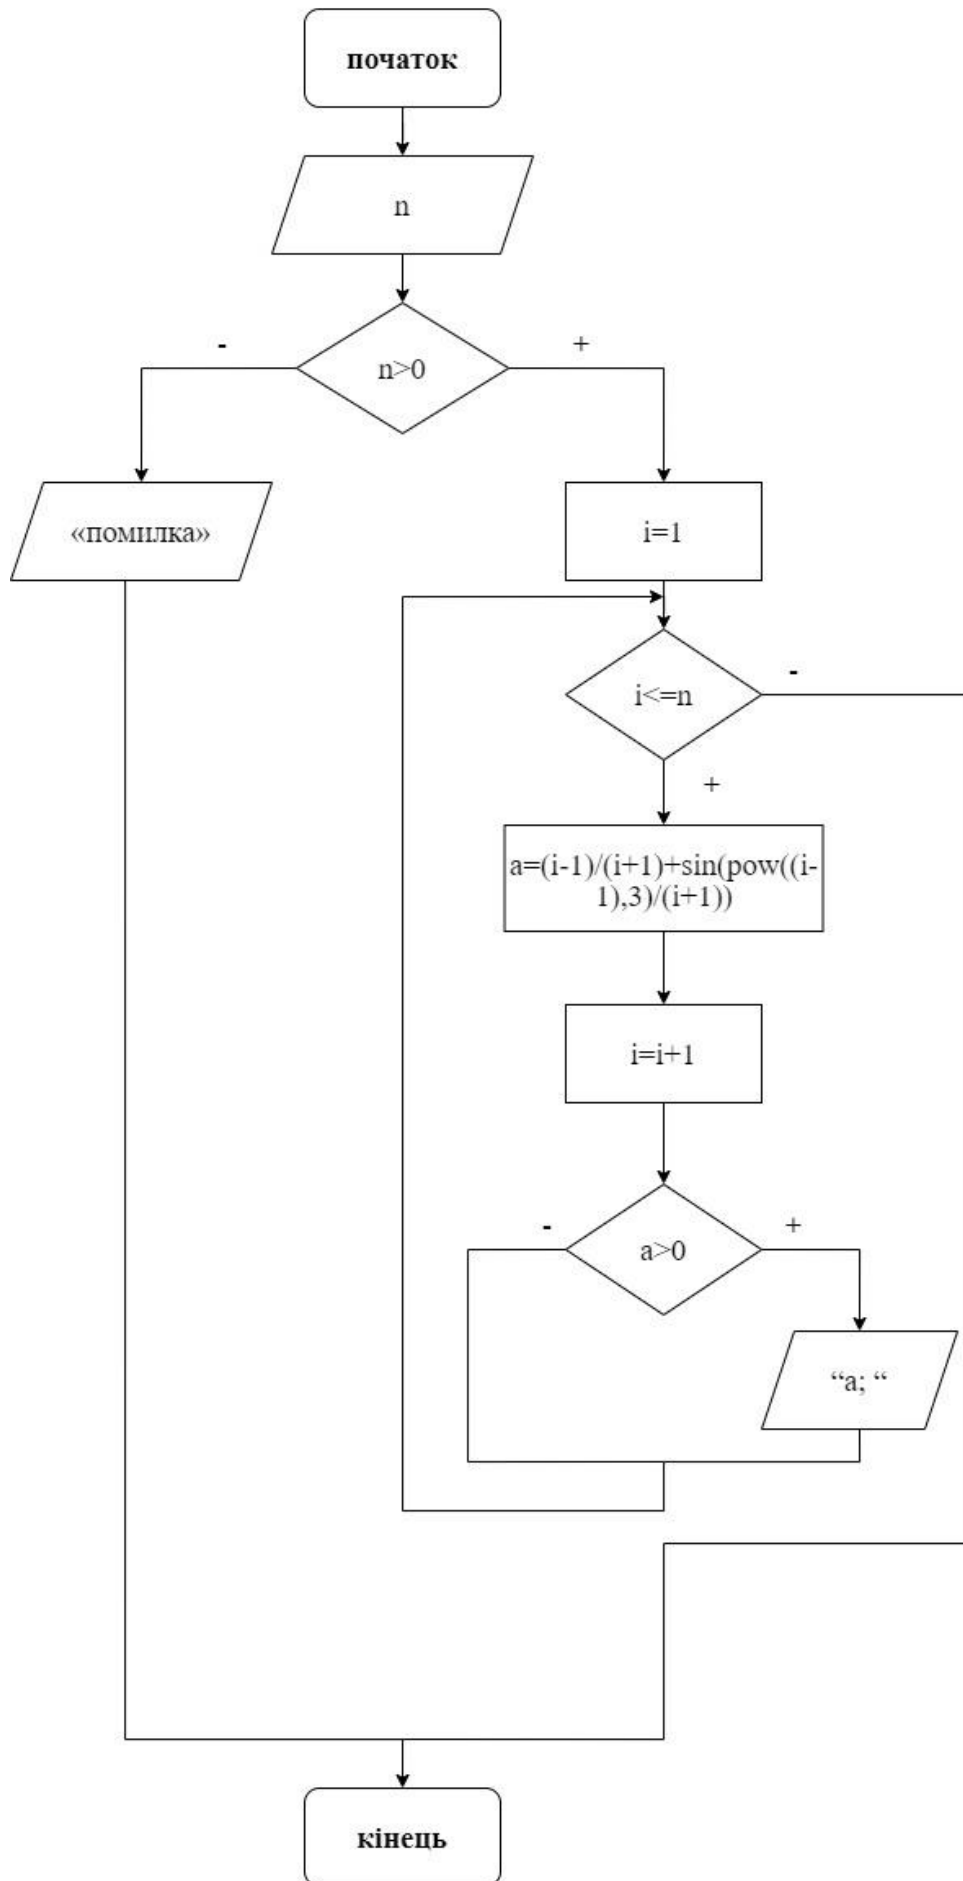 початок
n
n>0
-
+
«помилка»
i=1
i<=n
-
+
a=(i-1)/(i+1)+sin(pow((i-
1),3)/(i+1))
i=i+1
a>0
-
+
“a; “
кінець